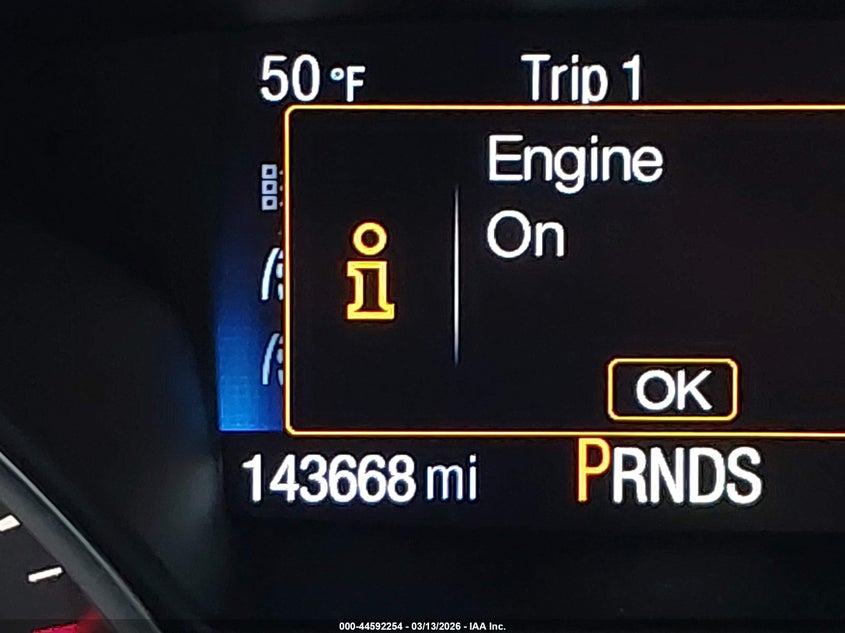 50 °F Trip 1
Engine
On
OK
143668 mi PRNDS
000-44592254 - 03/13/2026 - IAA Inc.